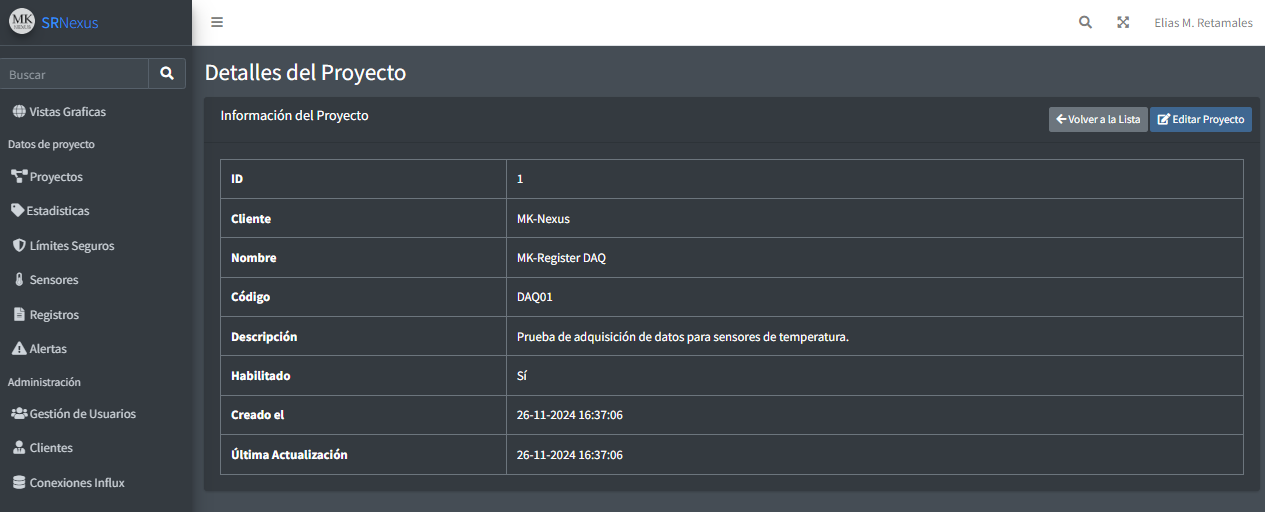 MK
NEXUS
SRNexus
Elias M. Retamales
Buscar
Vistas Graficas
Datos de proyecto
Proyectos
Estadisticas
Límites Seguros
Sensores
Registros
Alertas
Administración
Gestión de Usuarios
Clientes
Conexiones Influx
Detalles del Proyecto
Información del Proyecto
Volver a la Lista
Editar Proyecto
ID 1
Cliente MK-Nexus
Nombre MK-Register DAQ
Código DAQ01
Descripción Prueba de adquisición de datos para sensores de temperatura.
Habilitado Sí
Creado el 26-11-2024 16:37:06
Última Actualización 26-11-2024 16:37:06